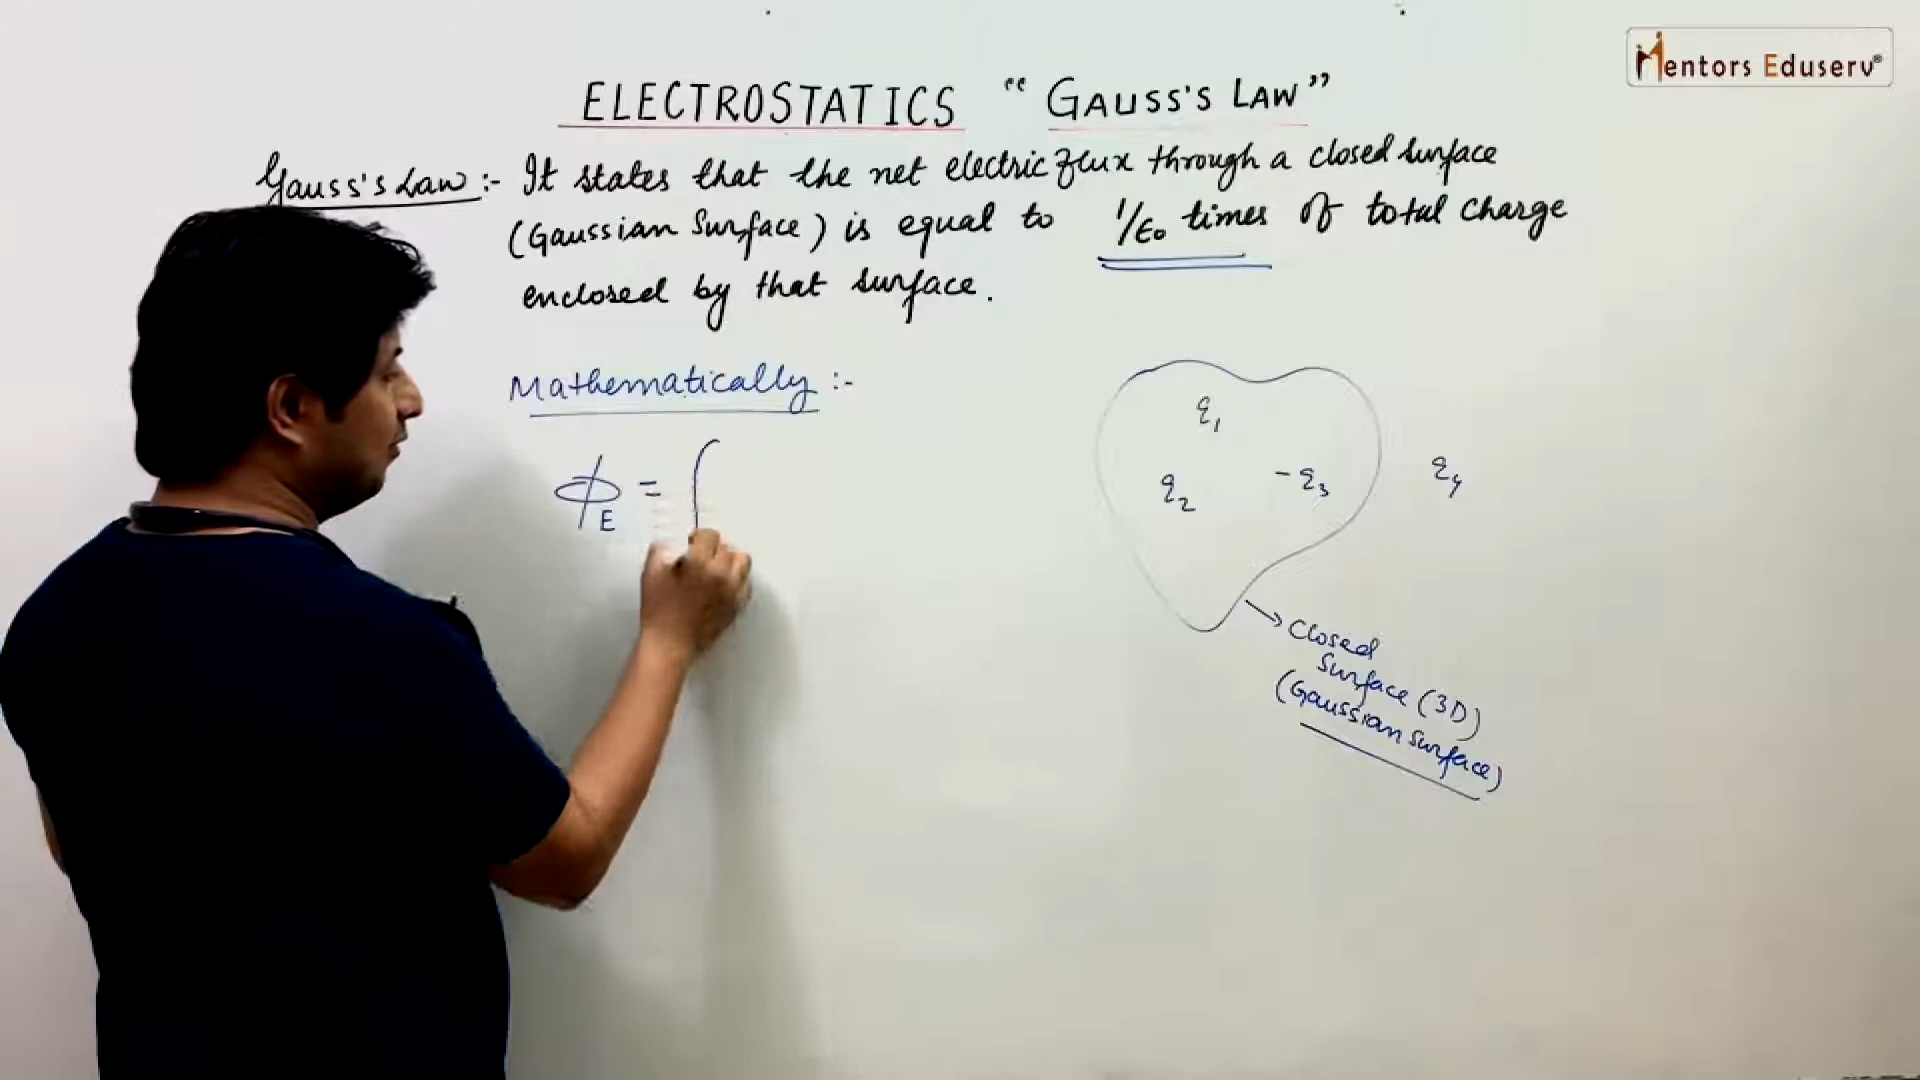 Mentors Eduserv®
ELECTROSTATICS “GAUSS'S LAW”
Gauss's Law :- It states that the net electric flux through a closed surface
(Gaussian Surface) is equal to 1/ϵ₀ times of total charge
enclosed by that surface.
Mathematically :-
ϕ_E = ∫
q₁
q₂
-q₃
q₄
→ Closed
Surface (3D)
(Gaussian Surface)